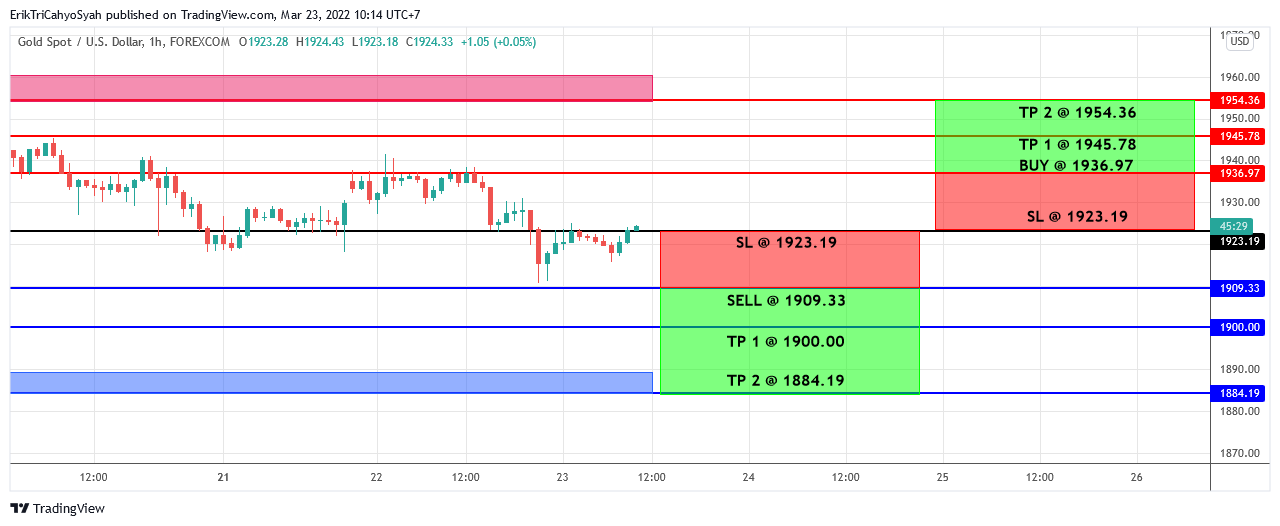 ErikTriCahyoSyah published on TradingView.com, Mar 23, 2022 10:14 UTC+7
Gold Spot / U.S. Dollar, 1h, FOREXCOM O1923.28 H1924.43 L1923.18 C1924.33 +1.05 (+0.05%)
USD
1960.00
1954.36
TP 2 @ 1954.36
1950.00
1945.78
TP 1 @ 1945.78
1940.00
BUY @ 1936.97
1936.97
1930.00
SL @ 1923.19
45:29
1923.19
SL @ 1923.19
1909.33
SELL @ 1909.33
1900.00
TP 1 @ 1900.00
1890.00
TP 2 @ 1884.19
1884.19
1880.00
1870.00
12:00 21 22 12:00 23 12:00 24 12:00 25 12:00 26
TradingView